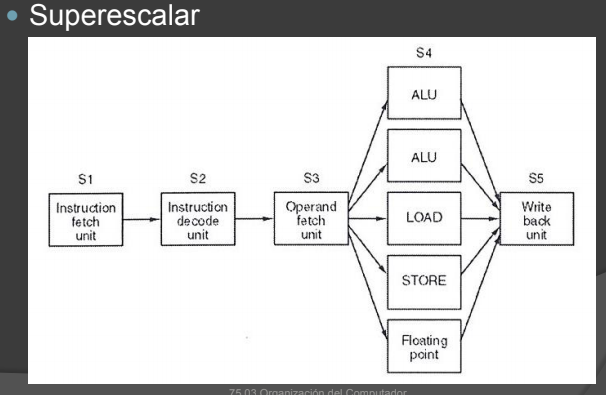 Superescalar
S4
ALU
ALU
S1
S2
S3
S5
Instruction
fetch
unit
Instruction
decode
unit
Operand
fetch
unit
LOAD
Write
back
unit
STORE
Floating
point
75.03 Organización del Computador